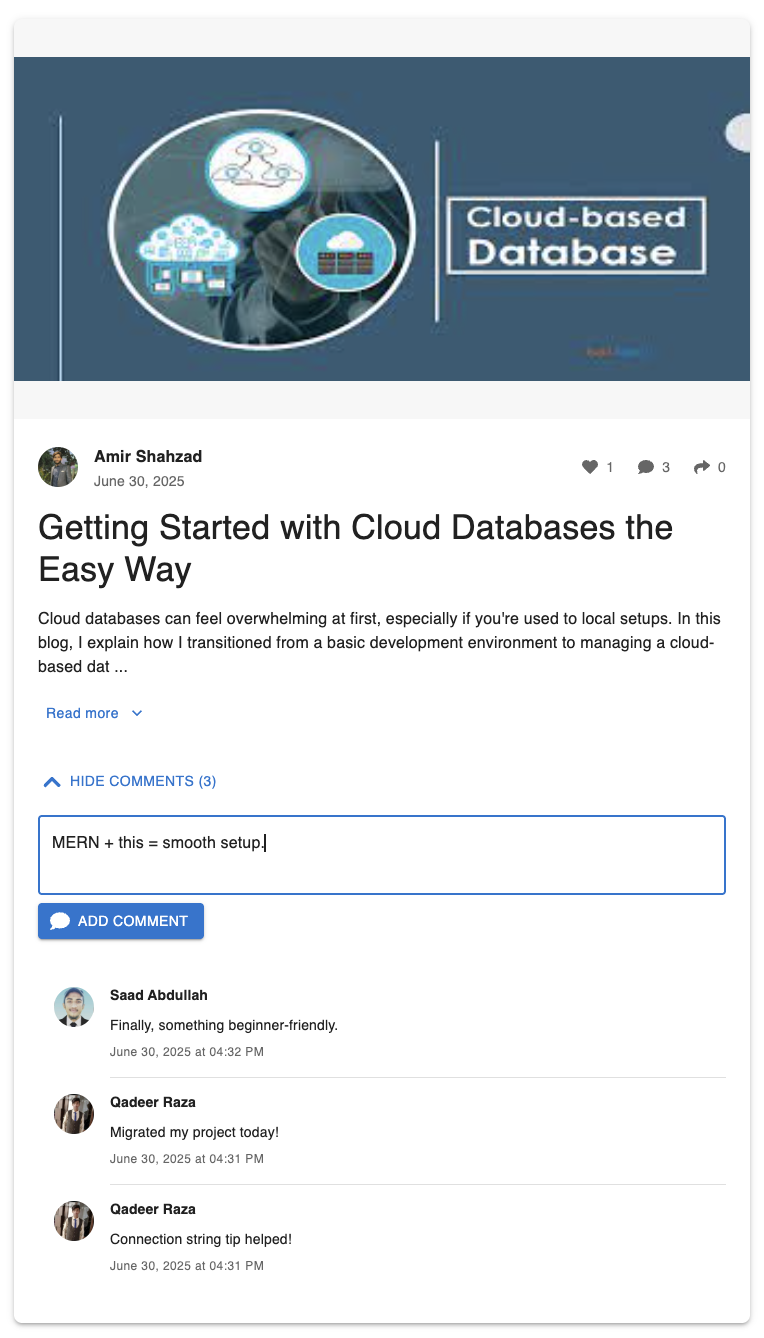 Cloud-based
Database
Amir Shahzad
June 30, 2025
1
3
0
Getting Started with Cloud Databases the
Easy Way
Cloud databases can feel overwhelming at first, especially if you're used to local setups. In this
blog, I explain how I transitioned from a basic development environment to managing a cloud-
based dat ...
Read more
HIDE COMMENTS (3)
MERN + this = smooth setup.
ADD COMMENT
Saad Abdullah
Finally, something beginner-friendly.
June 30, 2025 at 04:32 PM
Qadeer Raza
Migrated my project today!
June 30, 2025 at 04:31 PM
Qadeer Raza
Connection string tip helped!
June 30, 2025 at 04:31 PM